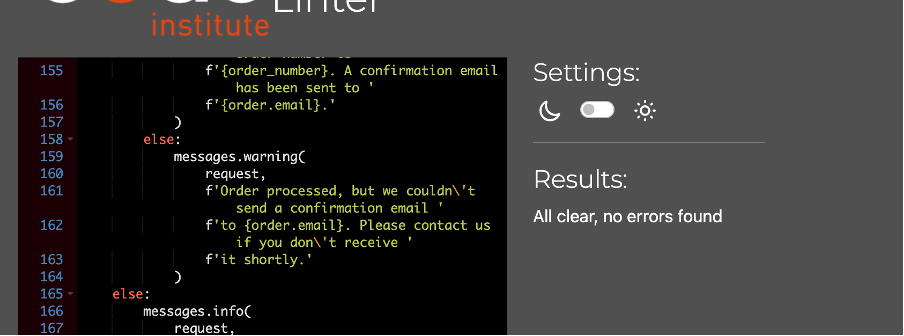 Linter
institute
order number is
155 f'{order_number}. A confirmation email
has been sent to '
156 f'{order.email}.'
157 )
158 else:
159 messages.warning(
160 request,
161 f'Order processed, but we couldn\'t
send a confirmation email '
162 f'to {order.email}. Please contact us
if you don\'t receive '
163 f'it shortly.'
164 )
165 else:
166 messages.info(
167 request,
Settings:
Results:
All clear, no errors found